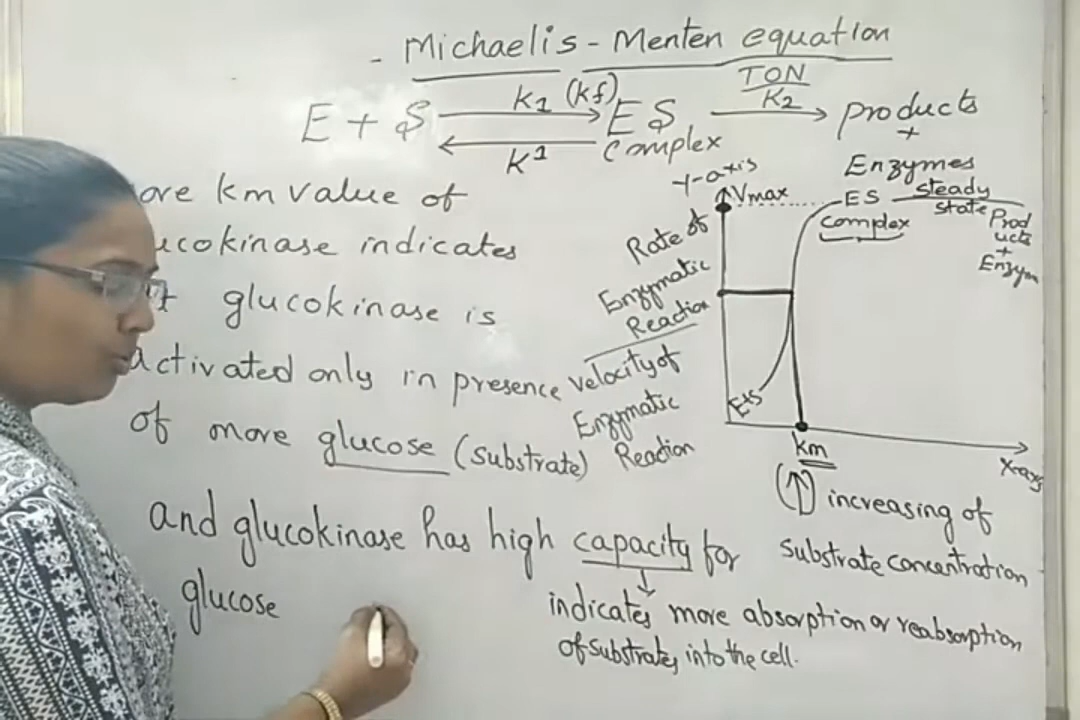 - Michaelis - Menten equation
E + S K1 (kf) ES TON K2 products
K1 Complex +
Enzymes
ore km value of
ucokinase indicates
glucokinase is
activated only in presence
of more glucose (substrate)
and glucokinase has high capacity for
glucose
indicates more absorption or reabsorption
of substrates into the cell.
Y-axis
Vmax
ES steady
Complex state
Prod
ucts
+
Enzym
Rate of
Enzymatic
Reaction
velocity of
Enzymatic
Reaction
E+S
km
X-axis
(↑) increasing of
substrate concentration